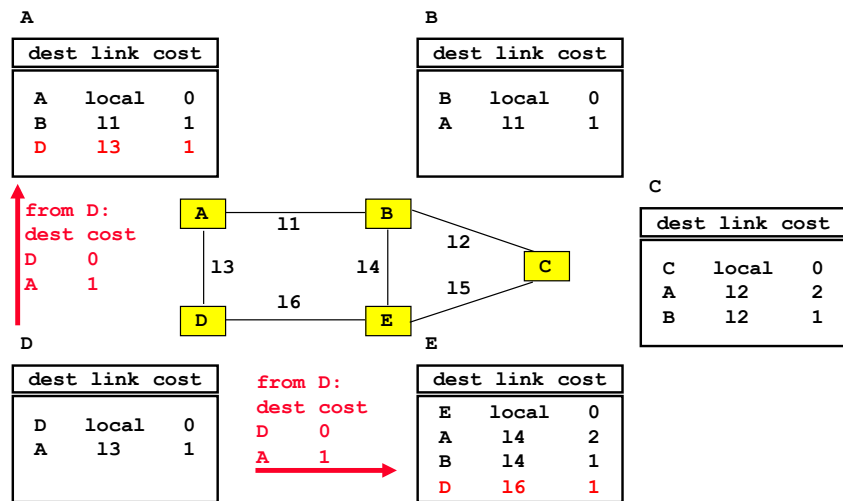 A
dest link cost
A local 0
B l1 1
D l3 1
B
dest link cost
B local 0
A l1 1
from D:
dest cost
D 0
A 1
A
B
C
D
E
l1
l2
l3
l4
l5
l6
C
dest link cost
C local 0
A l2 2
B l2 1
D
dest link cost
D local 0
A l3 1
from D:
dest cost
D 0
A 1
E
dest link cost
E local 0
A l4 2
B l4 1
D l6 1